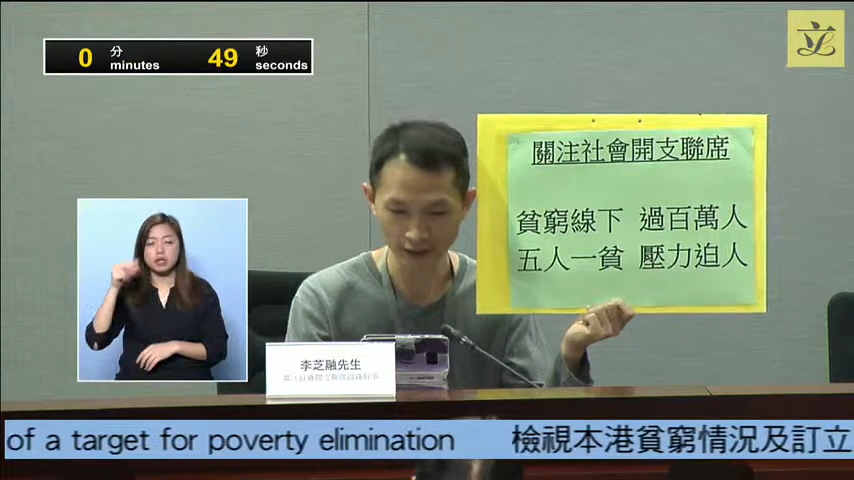 0 分 minutes 49 秒 seconds
關注社會開支聯席
貧窮線下 過百萬人
五人一貧 壓力迫人
李芝融先生
of a target for poverty elimination 檢視本港貧窮情況及訂立